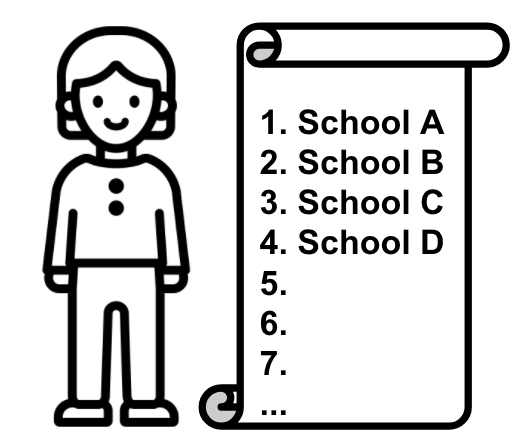 1. School A
2. School B
3. School C
4. School D
5.
6.
7.
...